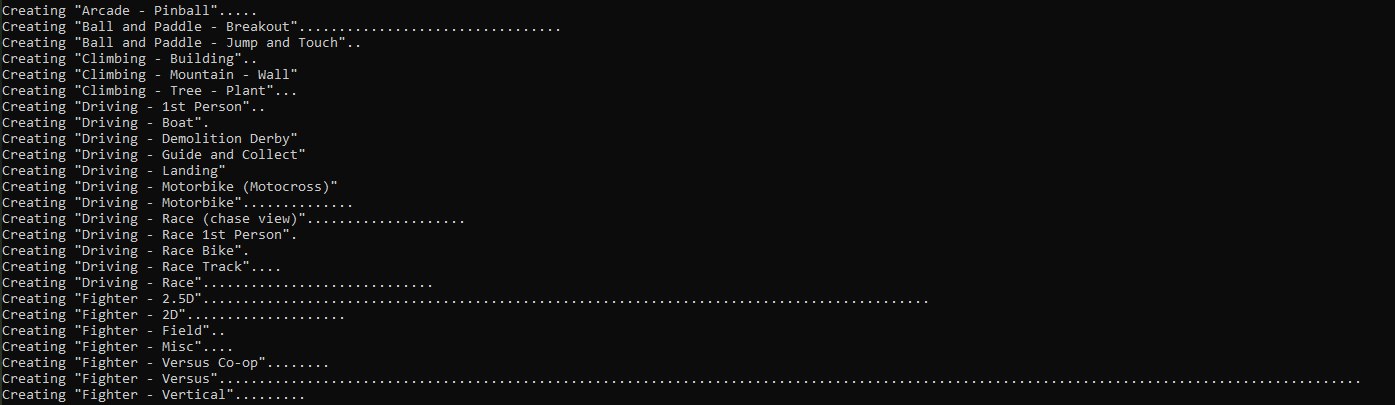 Creating "Arcade - Pinball".....
Creating "Ball and Paddle - Breakout".................................
Creating "Ball and Paddle - Jump and Touch"..
Creating "Climbing - Building"..
Creating "Climbing - Mountain - Wall"
Creating "Climbing - Tree - Plant"...
Creating "Driving - 1st Person"..
Creating "Driving - Boat".
Creating "Driving - Demolition Derby"
Creating "Driving - Guide and Collect"
Creating "Driving - Landing"
Creating "Driving - Motorbike (Motocross)"
Creating "Driving - Motorbike"..............
Creating "Driving - Race (chase view)"....................
Creating "Driving - Race 1st Person".
Creating "Driving - Race Bike".
Creating "Driving - Race Track"....
Creating "Driving - Race".............................
Creating "Fighter - 2.5D"...........................................................................................
Creating "Fighter - 2D"....................
Creating "Fighter - Field"..
Creating "Fighter - Misc"....
Creating "Fighter - Versus Co-op"........
Creating "Fighter - Versus"...............................................................................................................................................
Creating "Fighter - Vertical".........